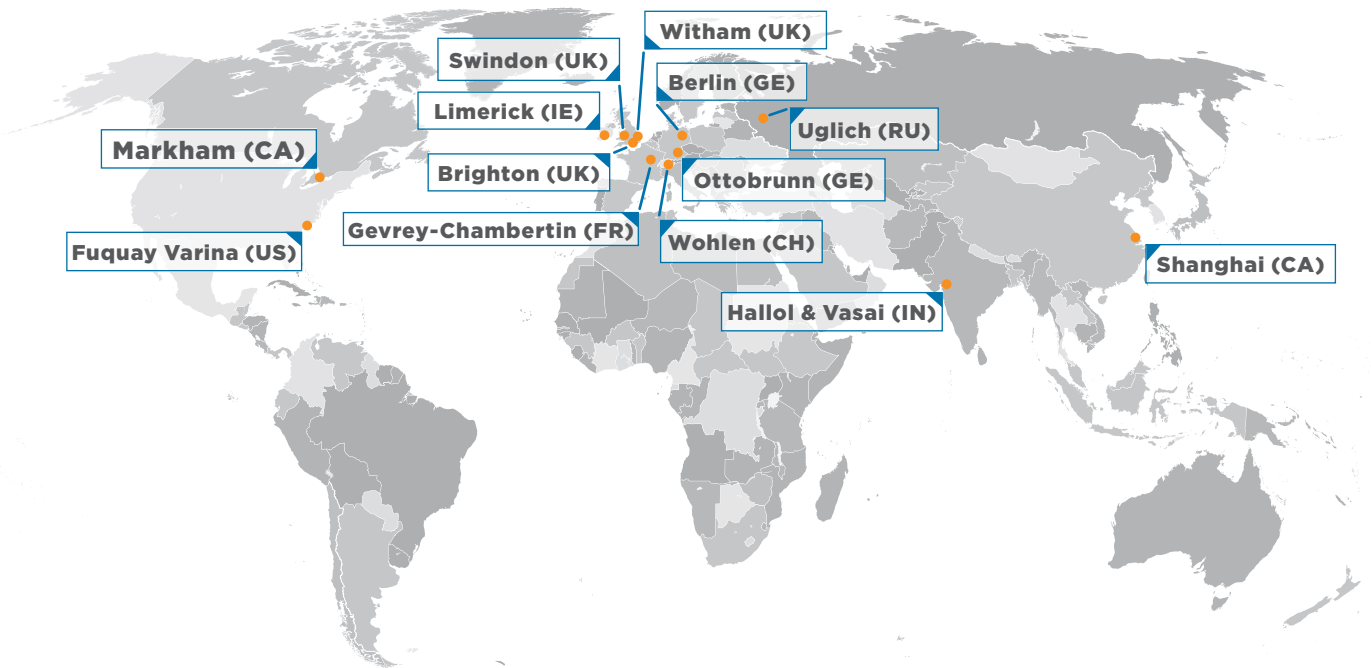 Witham (UK)
Swindon (UK)
Berlin (GE)
Limerick (IE)
Uglich (RU)
Markham (CA)
Brighton (UK)
Ottobrunn (GE)
Gevrey-Chambertin (FR)
Wohlen (CH)
Fuquay Varina (US)
Shanghai (CA)
Hallol & Vasai (IN)